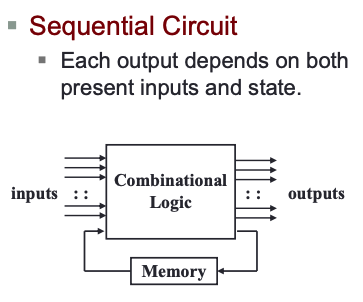 Sequential Circuit
Each output depends on both
present inputs and state.
Combinational
Logic
inputs : :
: : outputs
Memory